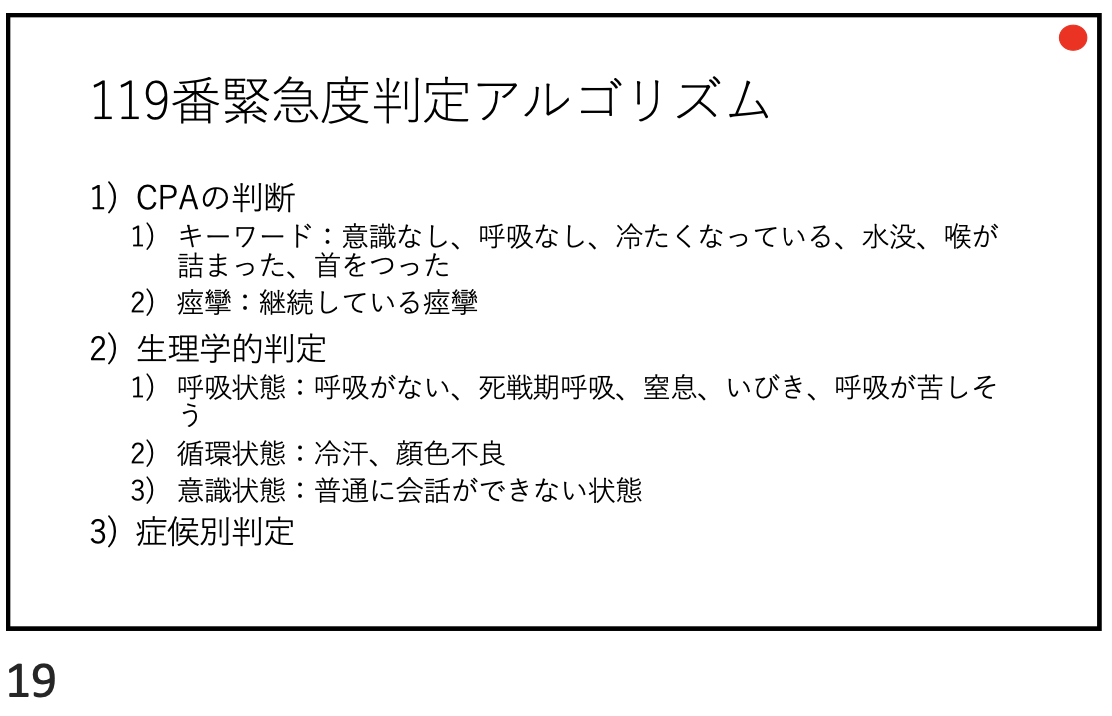 119番緊急度判定アルゴリズム
1) CPAの判断
1) キーワード：意識なし、呼吸なし、冷たくなっている、水没、喉が
詰まった、首をつった
2) 痙攣：継続している痙攣
2) 生理学的判定
1) 呼吸状態：呼吸がない、死戦期呼吸、窒息、いびき、呼吸が苦しそ
う
2) 循環状態：冷汗、顔色不良
3) 意識状態：普通に会話ができない状態
3) 症候別判定
19